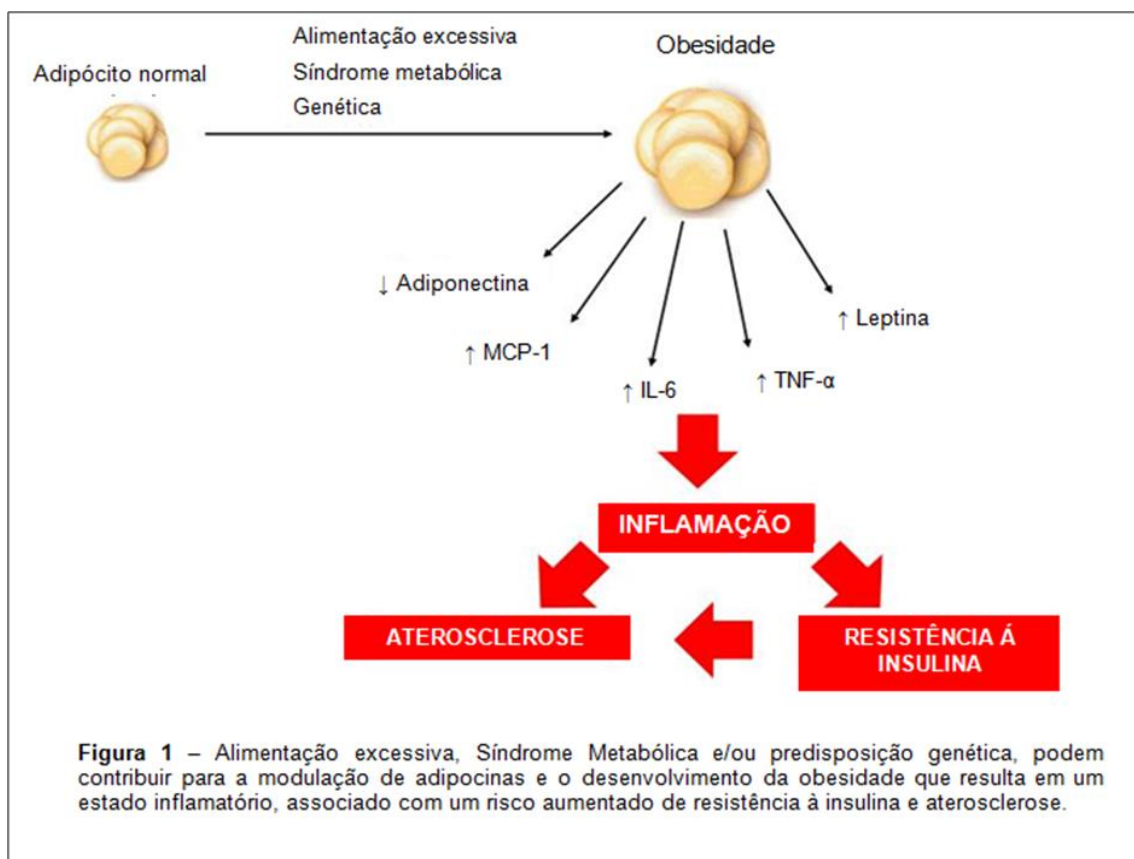 Alimentação excessiva
Síndrome metabólica
Genética
Obesidade
Adipócito normal
↓ Adiponectina
↑ MCP-1
↑ IL-6
↑ TNF-α
↑ Leptina
INFLAMAÇÃO
ATEROSCLEROSE
RESISTÊNCIA Á
INSULINA
Figura 1 – Alimentação excessiva, Síndrome Metabólica e/ou predisposição genética, podem
contribuir para a modulação de adipocinas e o desenvolvimento da obesidade que resulta em um
estado inflamatório, associado com um risco aumentado de resistência à insulina e aterosclerose.